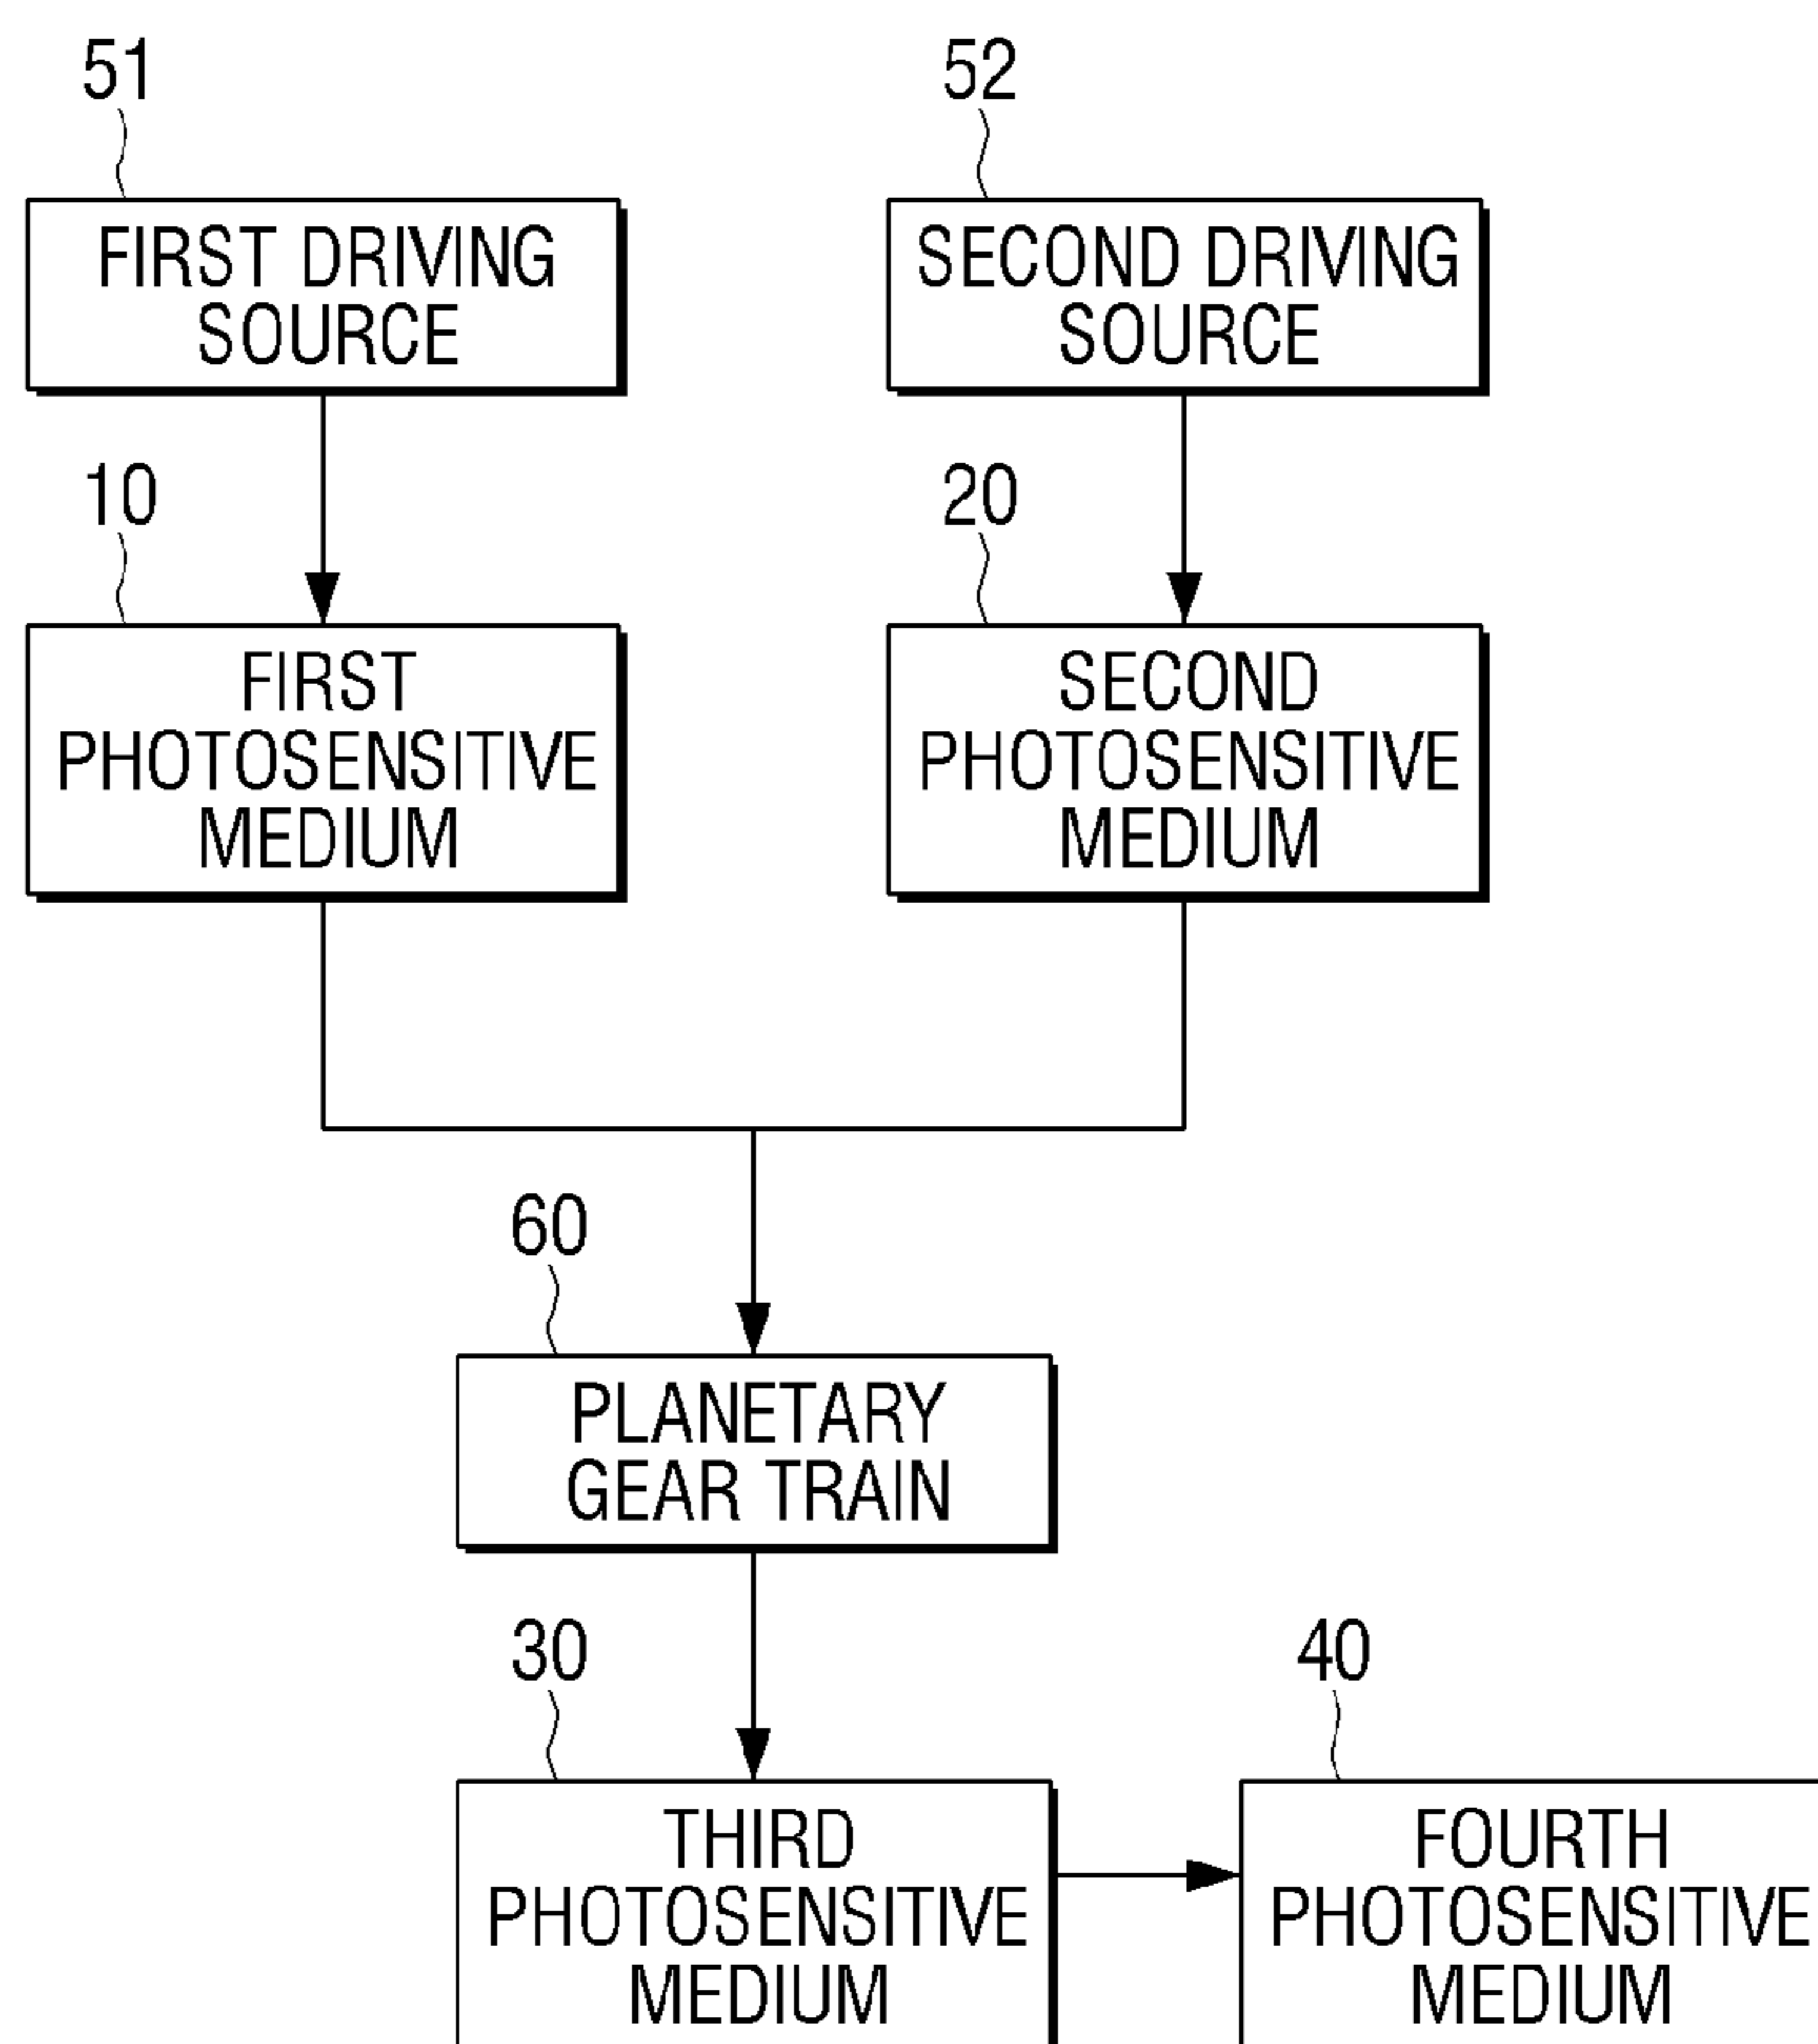 51
52
FIRST DRIVING
SOURCE
SECOND DRIVING
SOURCE
10
20
FIRST
PHOTOSENSITIVE
MEDIUM
SECOND
PHOTOSENSITIVE
MEDIUM
60
PLANETARY
GEAR TRAIN
30
40
THIRD
PHOTOSENSITIVE
MEDIUM
FOURTH
PHOTOSENSITIVE
MEDIUM